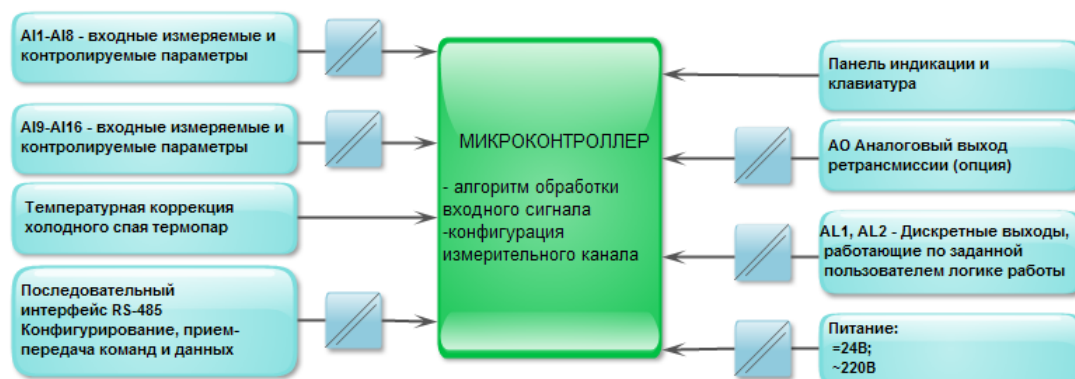 AI1-AI8 - входные измеряемые и
контролируемые параметры
AI9-AI16 - входные измеряемые и
контролируемые параметры
Температурная коррекция
холодного спая термопар
Последовательный
интерфейс RS-485
Конфигурирование, прием-
передача команд и данных
МИКРОКОНТРОЛЛЕР
- алгоритм обработки
входного сигнала
-конфигурация
измерительного канала
Панель индикации и
клавиатура
АО Аналоговый выход
ретрансмиссии (опция)
AL1, AL2 - Дискретные выходы,
работающие по заданной
пользователем логике работы
Питание:
=24В;
~220В